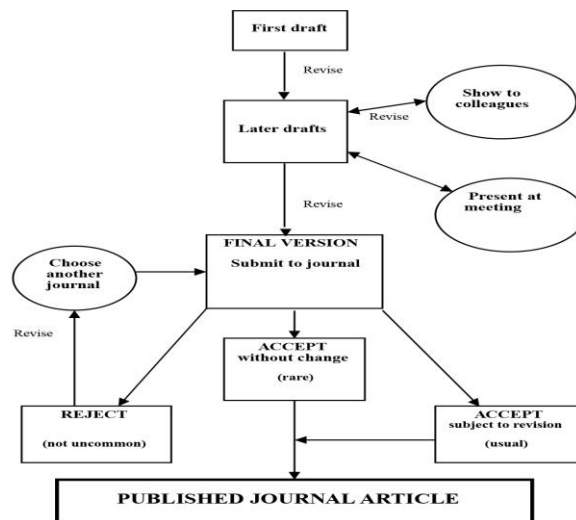 First draft
Revise
Show to
colleagues
Revise
Later drafts
Present at
meeting
Revise
FINAL VERSION
Submit to journal
Choose
another
journal
Revise
ACCEPT
without change
(rare)
REJECT
(not uncommon)
ACCEPT
subject to revision
(usual)
PUBLISHED JOURNAL ARTICLE